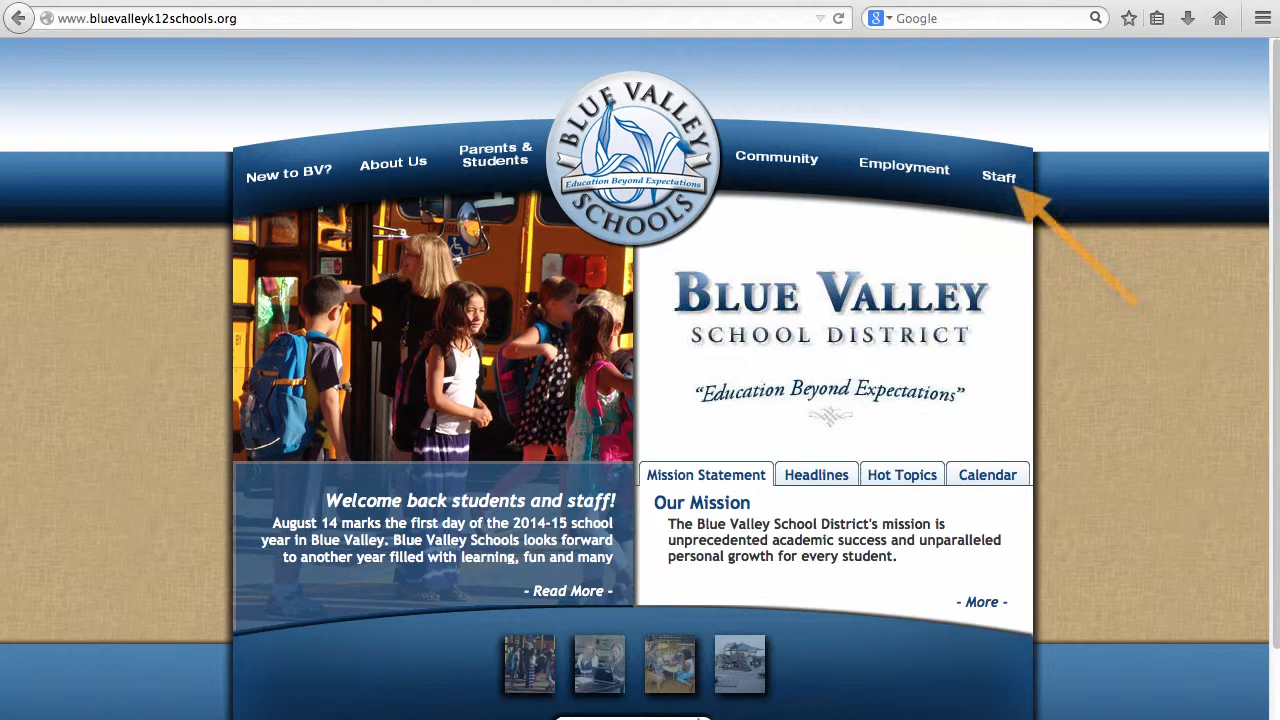 www.bluevalleyk12schools.org
Google
New to BV?
About Us
Parents &
Students
BLUE VALLEY
Education Beyond Expectations
SCHOOLS
Community
Employment
Staff
BLUE VALLEY
SCHOOL DISTRICT
“Education Beyond Expectations”
Welcome back students and staff!
August 14 marks the first day of the 2014-15 school
year in Blue Valley. Blue Valley Schools looks forward
to another year filled with learning, fun and many
- Read More -
Mission Statement
Headlines
Hot Topics
Calendar
Our Mission
The Blue Valley School District's mission is
unprecedented academic success and unparalleled
personal growth for every student.
- More -